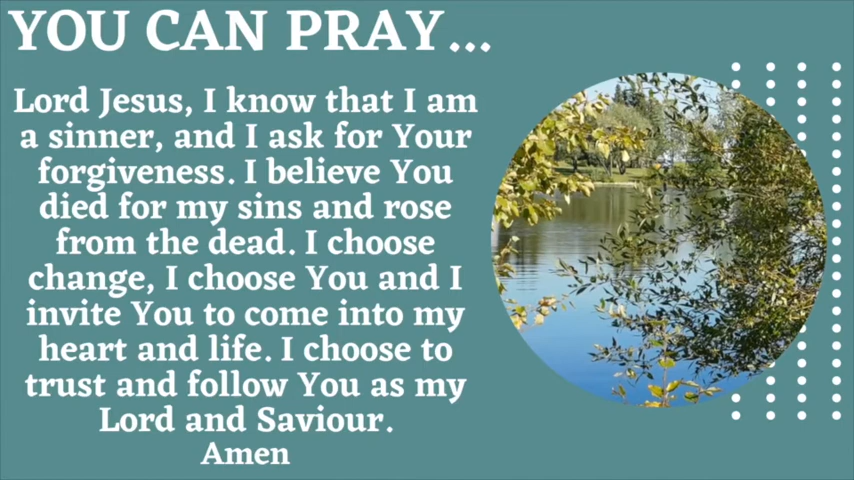 YOU CAN PRAY...
Lord Jesus, I know that I am
a sinner, and I ask for Your
forgiveness. I believe You
died for my sins and rose
from the dead. I choose
change, I choose You and I
invite You to come into my
heart and life. I choose to
trust and follow You as my
Lord and Saviour.
Amen